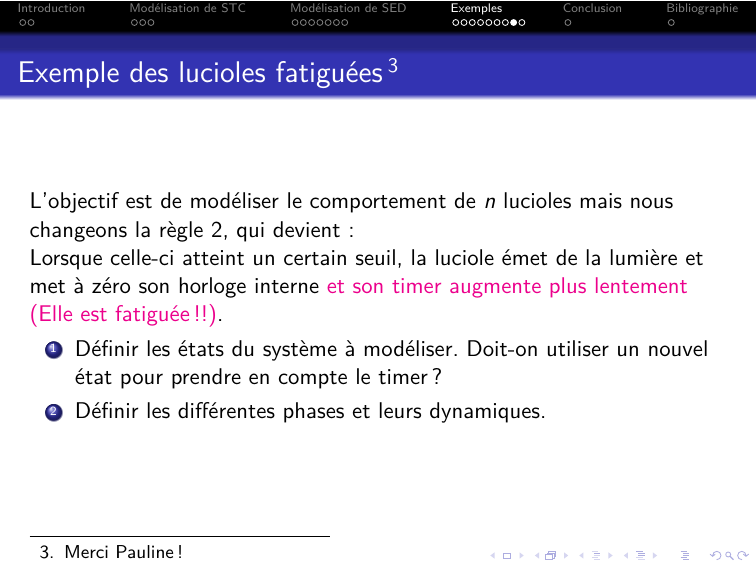 Introduction Modélisation de STC Modélisation de SED Exemples Conclusion Bibliographie
Exemple des lucioles fatiguées 3
L'objectif est de modéliser le comportement de n lucioles mais nous
changeons la règle 2, qui devient :
Lorsque celle-ci atteint un certain seuil, la luciole émet de la lumière et
met à zéro son horloge interne et son timer augmente plus lentement
(Elle est fatiguée !!).
1 Définir les états du système à modéliser. Doit-on utiliser un nouvel
état pour prendre en compte le timer ?
2 Définir les différentes phases et leurs dynamiques.
3. Merci Pauline !